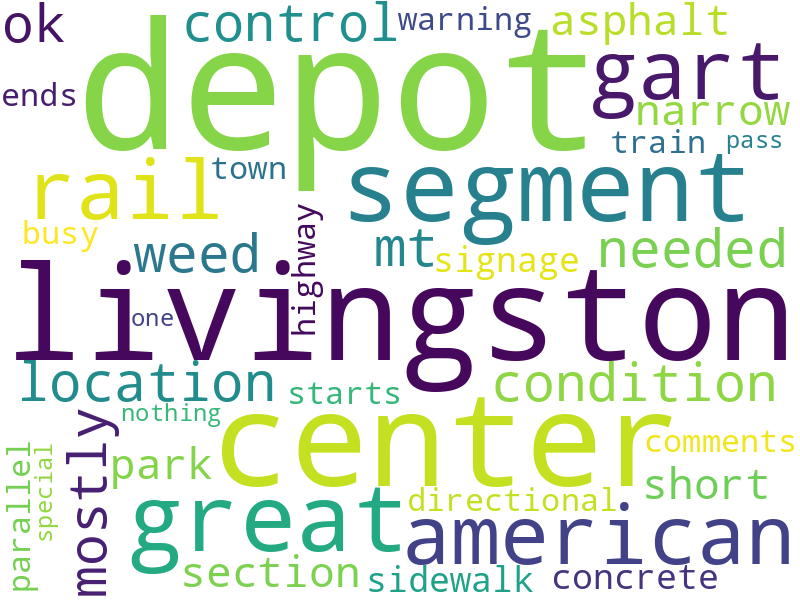 ok
control
warning
asphalt
depot
gart
ends
narrow
train
pass
town
rail
segment
busy
weed
highway
mt
signage
needed
livingston
one
location
starts
condition
nothing
center
mostly
park
comments
parallel
special
great
directional
short
american
section
sidewalk
concrete